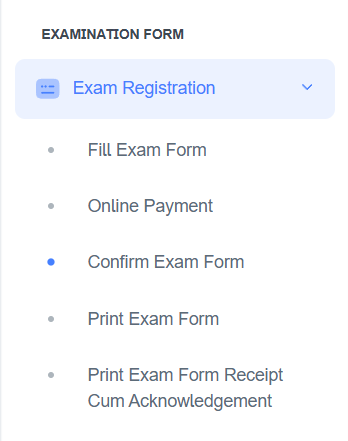 EXAMINATION FORM
Exam Registration
Fill Exam Form
Online Payment
Confirm Exam Form
Print Exam Form
Print Exam Form Receipt
Cum Acknowledgement